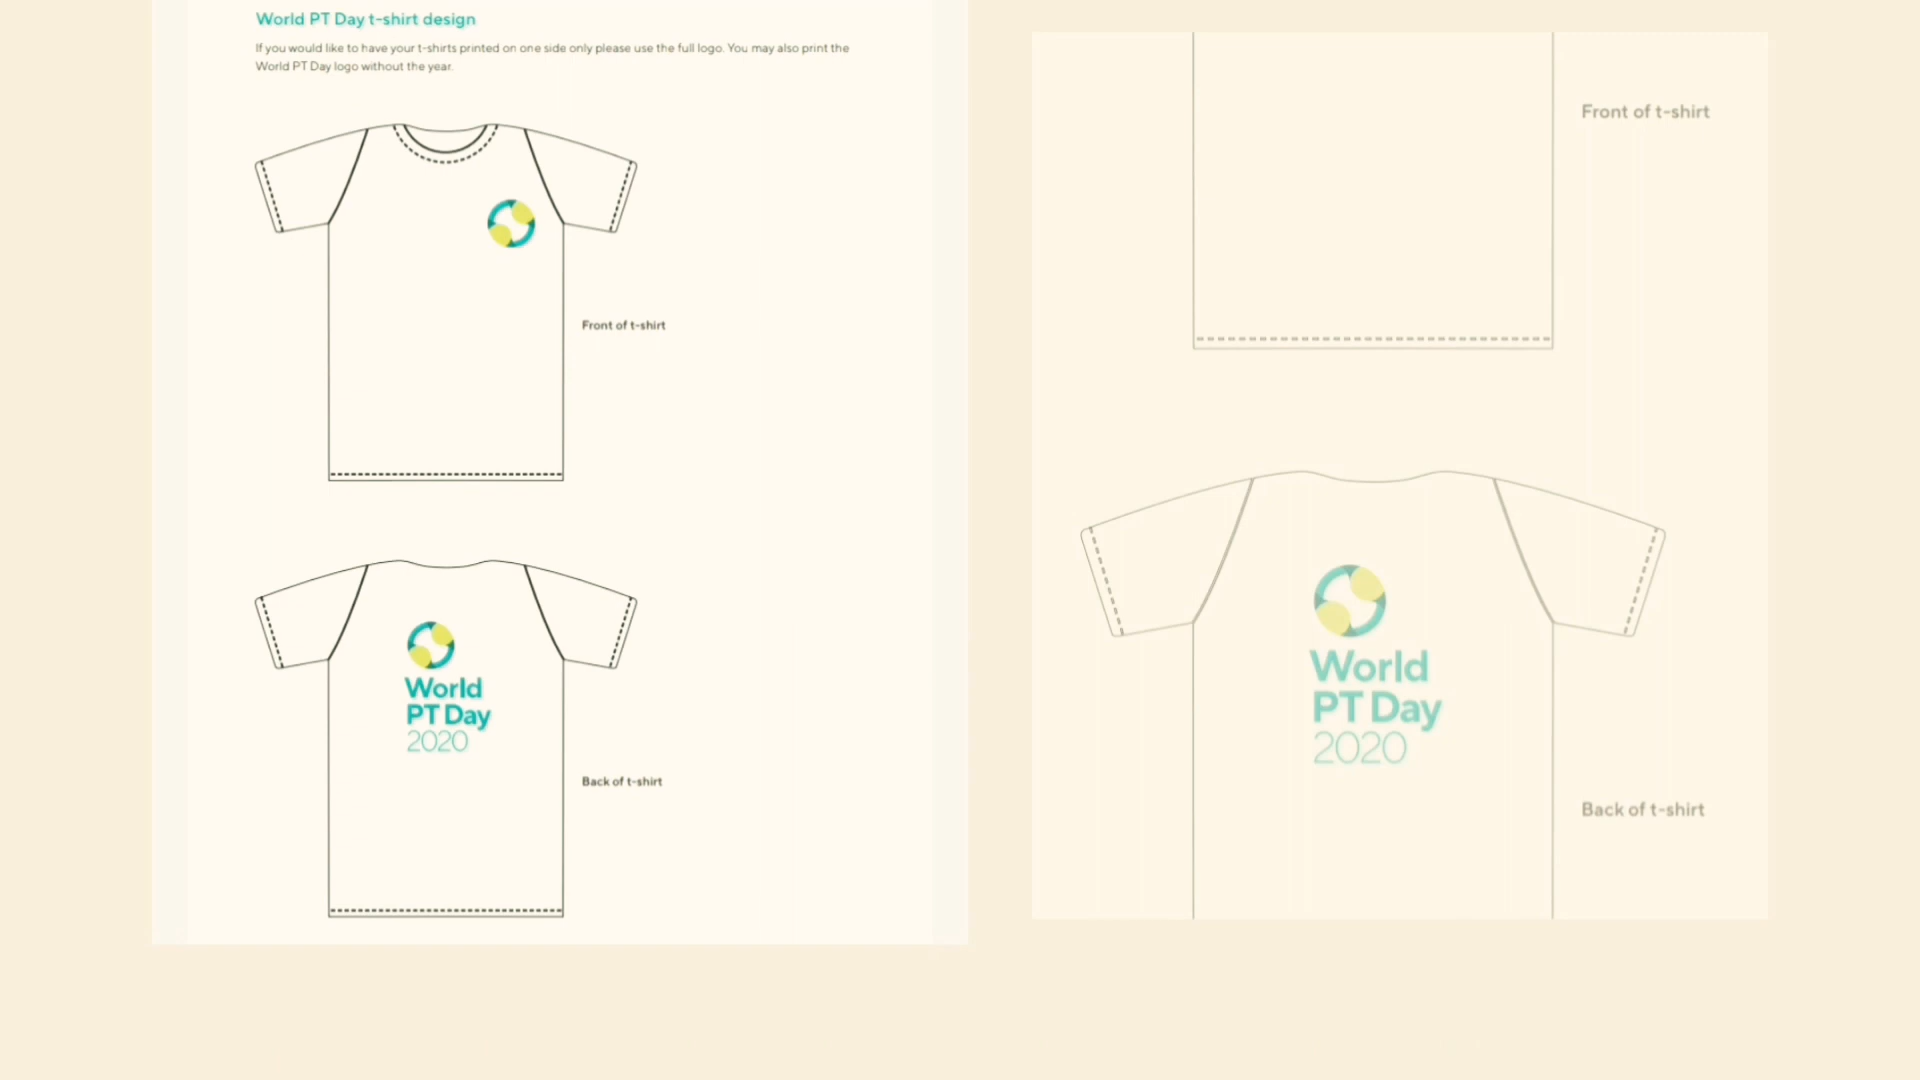 World PT Day t-shirt design
If you would like to have your t-shirts printed on one side only please use the full logo. You may also print the
World PT Day logo without the year.
Front of t-shirt
World
PT Day
2020
Back of t-shirt
Front of t-shirt
World
PT Day
2020
Back of t-shirt